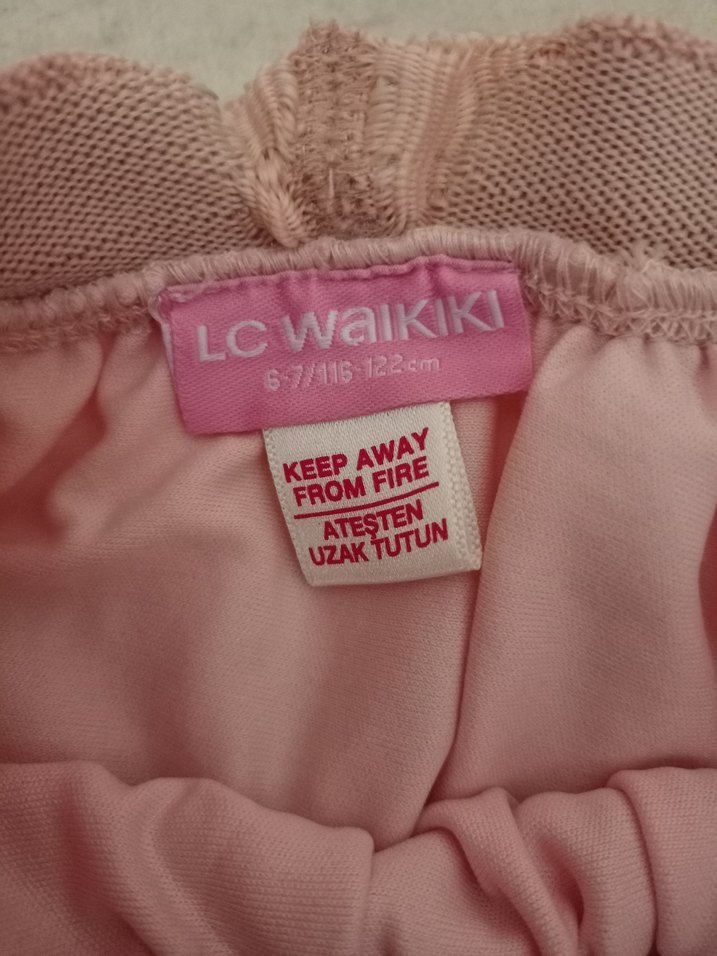 LC WAIKIKI
6-7/116-122cm
KEEP AWAY
FROM FIRE
ATEŞTEN
UZAK TUTUN